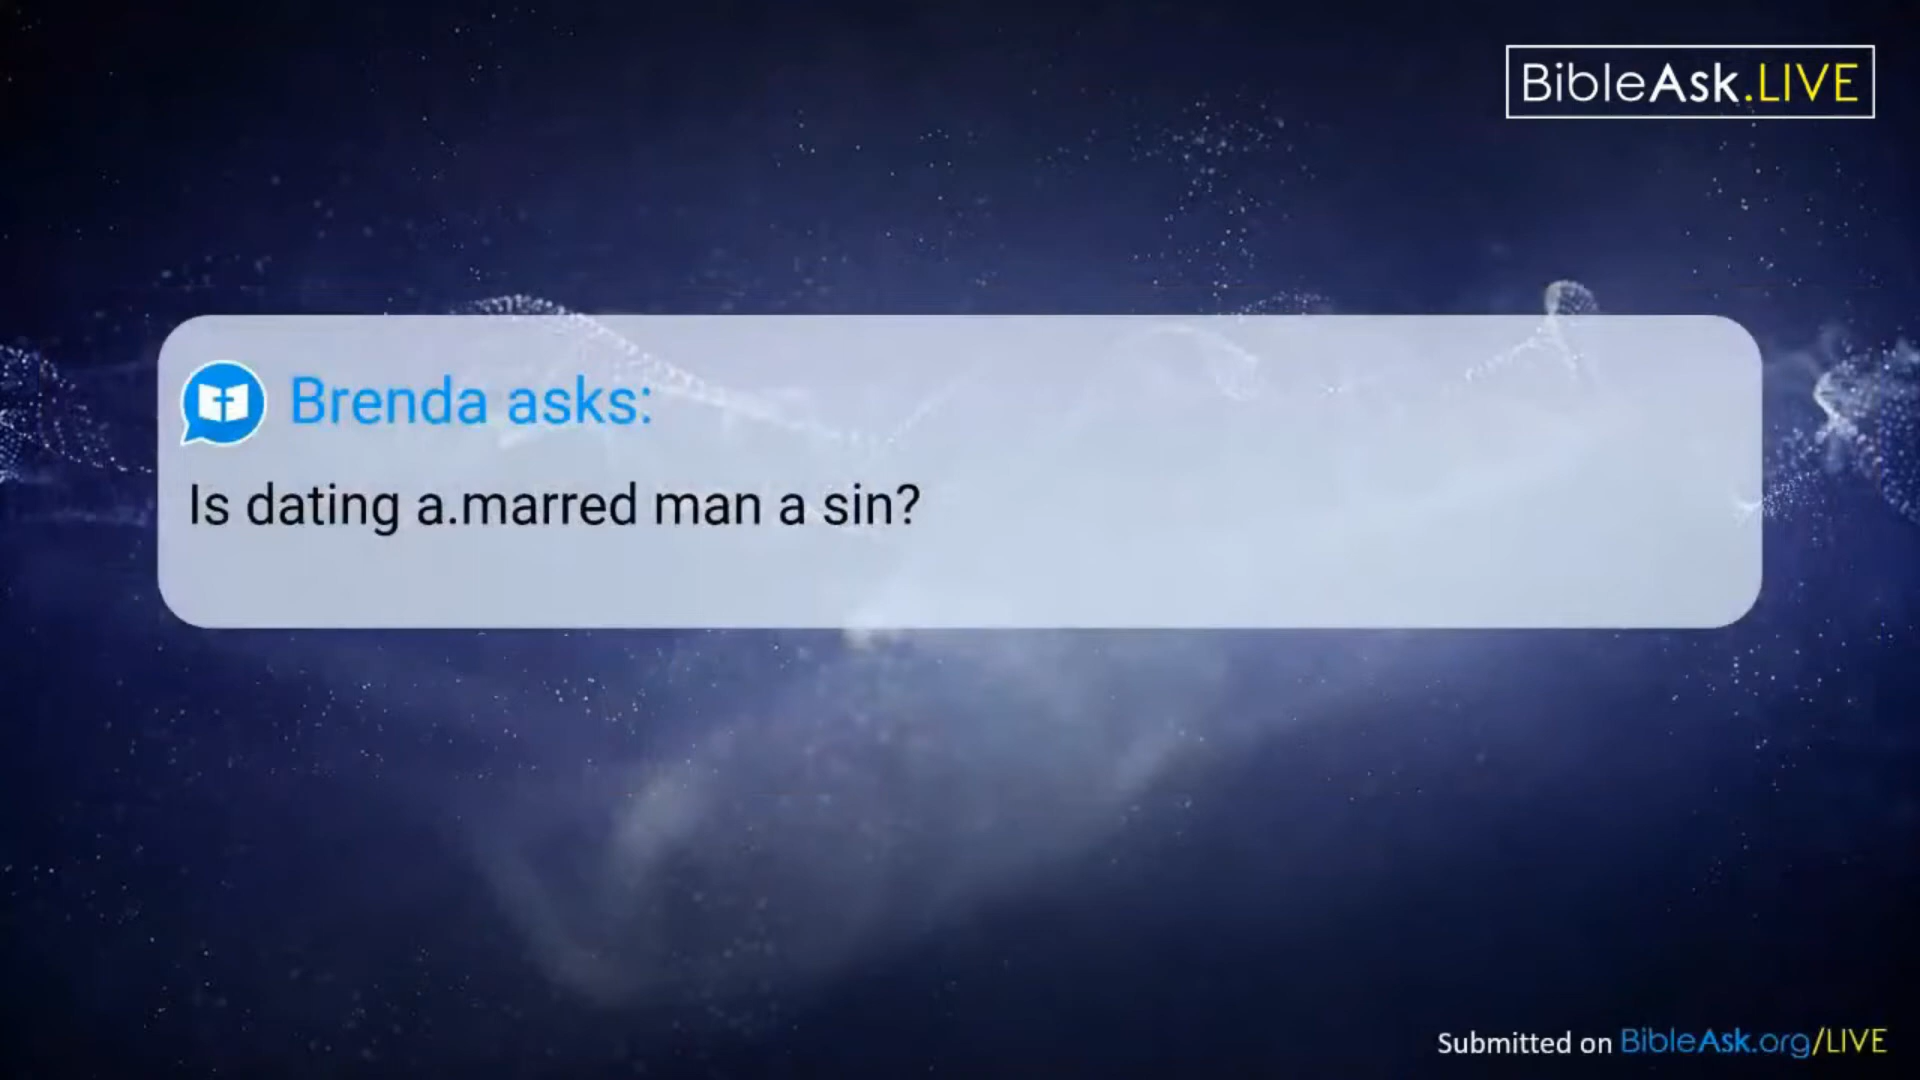 BibleAsk.LIVE
Brenda asks:
Is dating a.marred man a sin?
Submitted on BibleAsk.org/LIVE